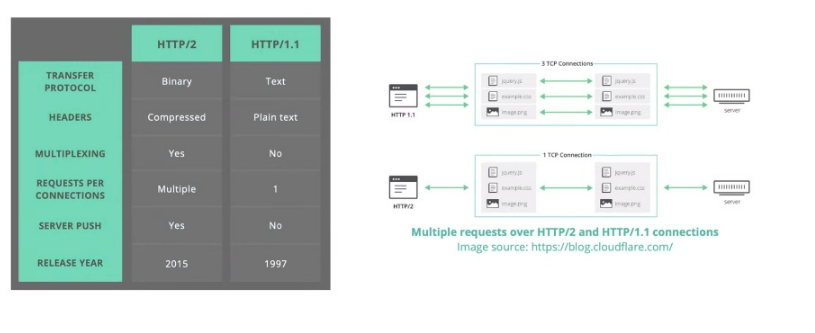 HTTP/2 HTTP/1.1
TRANSFER
PROTOCOL
Binary Text
HEADERS Compressed Plain text
MULTIPLEXING Yes No
REQUESTS PER
CONNECTIONS
Multiple 1
SERVER PUSH Yes No
RELEASE YEAR 2015 1997
3 TCP Connections
jquery.js jquery.js
example.css example.css
image.png image.png
HTTP 1.1
server
1 TCP Connection
jquery.js jquery.js
example.css example.css
image.png image.png
HTTP/2
server
Multiple requests over HTTP/2 and HTTP/1.1 connections
Image source: https://blog.cloudflare.com/